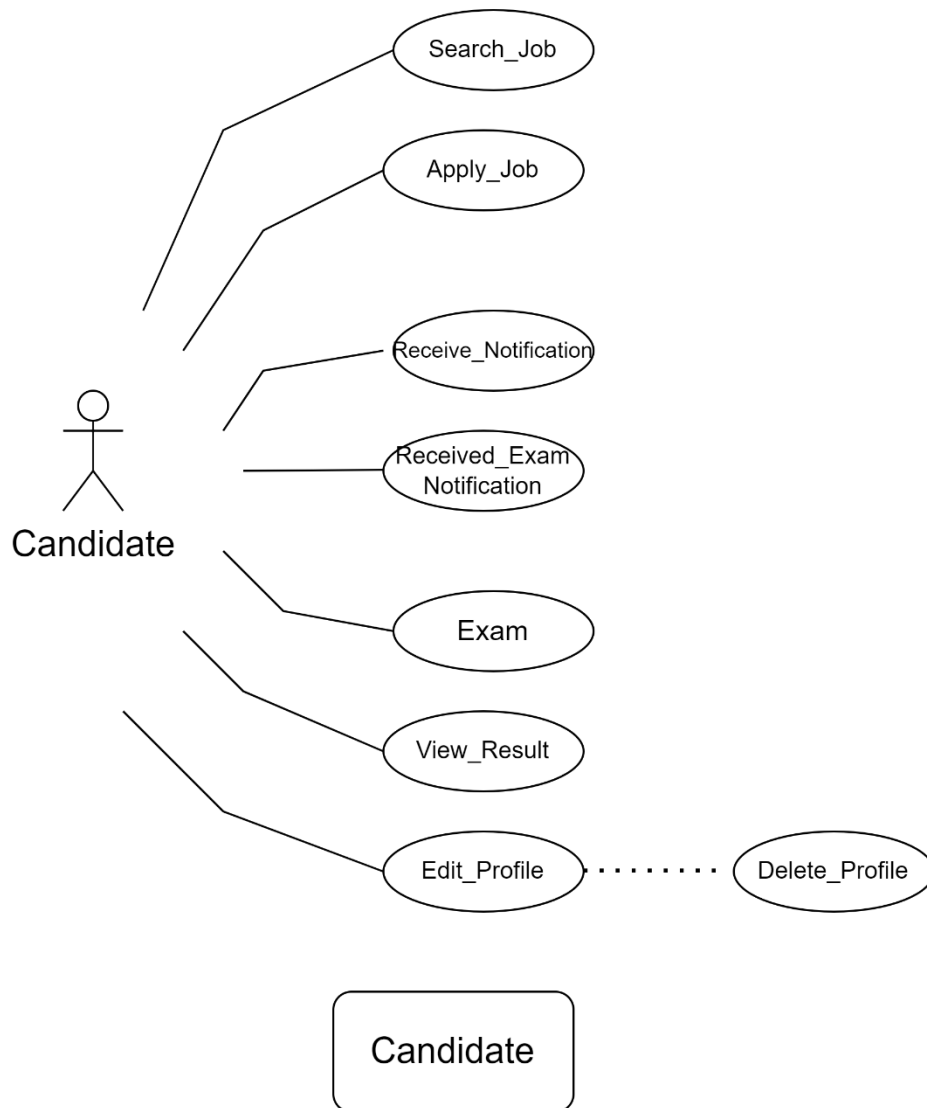 Search_Job
Apply_Job
Receive_Notification
Received_Exam
Notification
Candidate
Exam
View_Result
Edit_Profile
Delete_Profile
Candidate